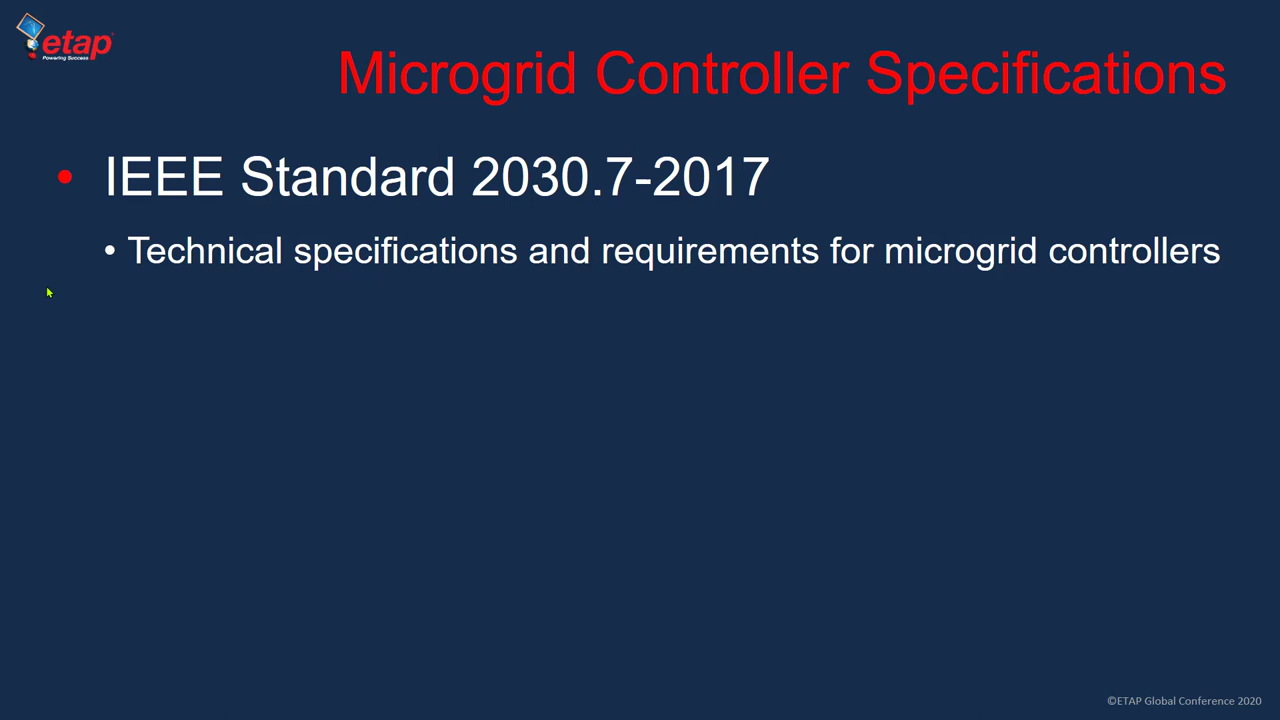 etap
Powering Success
Microgrid Controller Specifications
• IEEE Standard 2030.7-2017
• Technical specifications and requirements for microgrid controllers
©ETAP Global Conference 2020